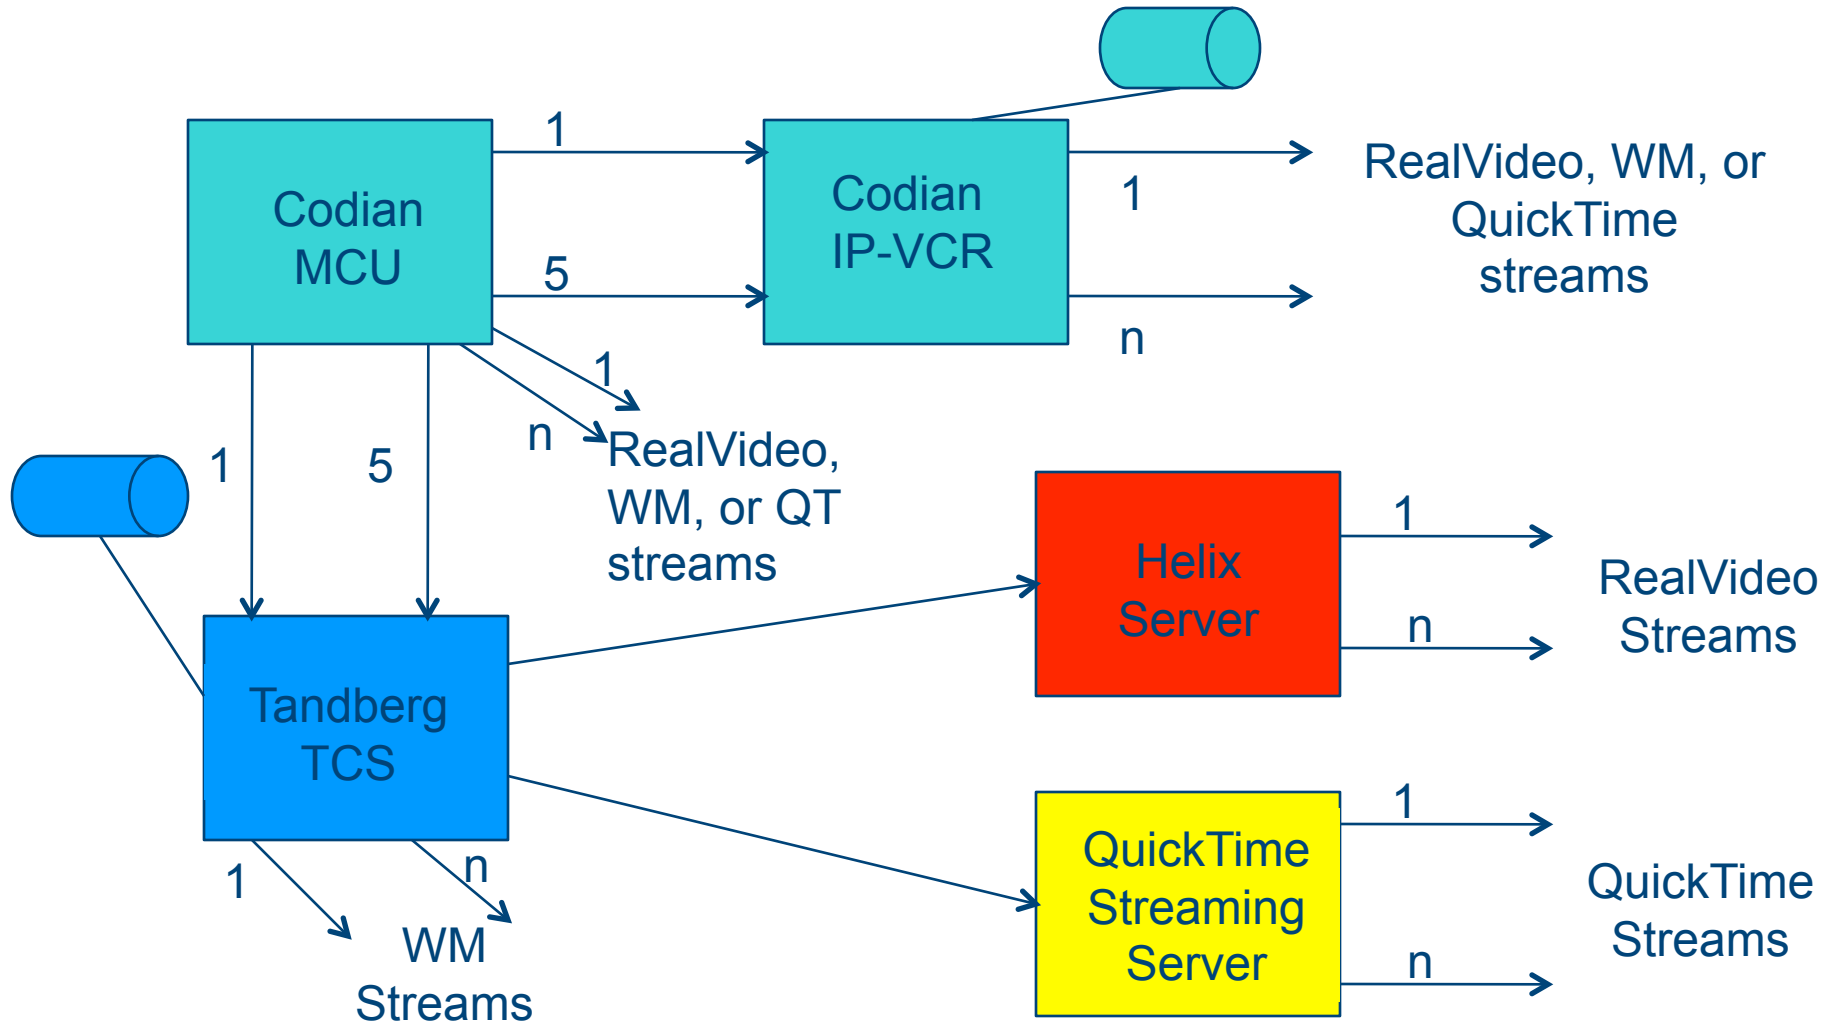 1
Codian
MCU
Codian
IP-VCR
1
RealVideo, WM, or
QuickTime
streams
5
n
1
n
RealVideo,
WM, or QT
streams
1
5
Helix
Server
1
n
RealVideo
Streams
Tandberg
TCS
1
n
WM
Streams
QuickTime
Streaming
Server
1
n
QuickTime
Streams